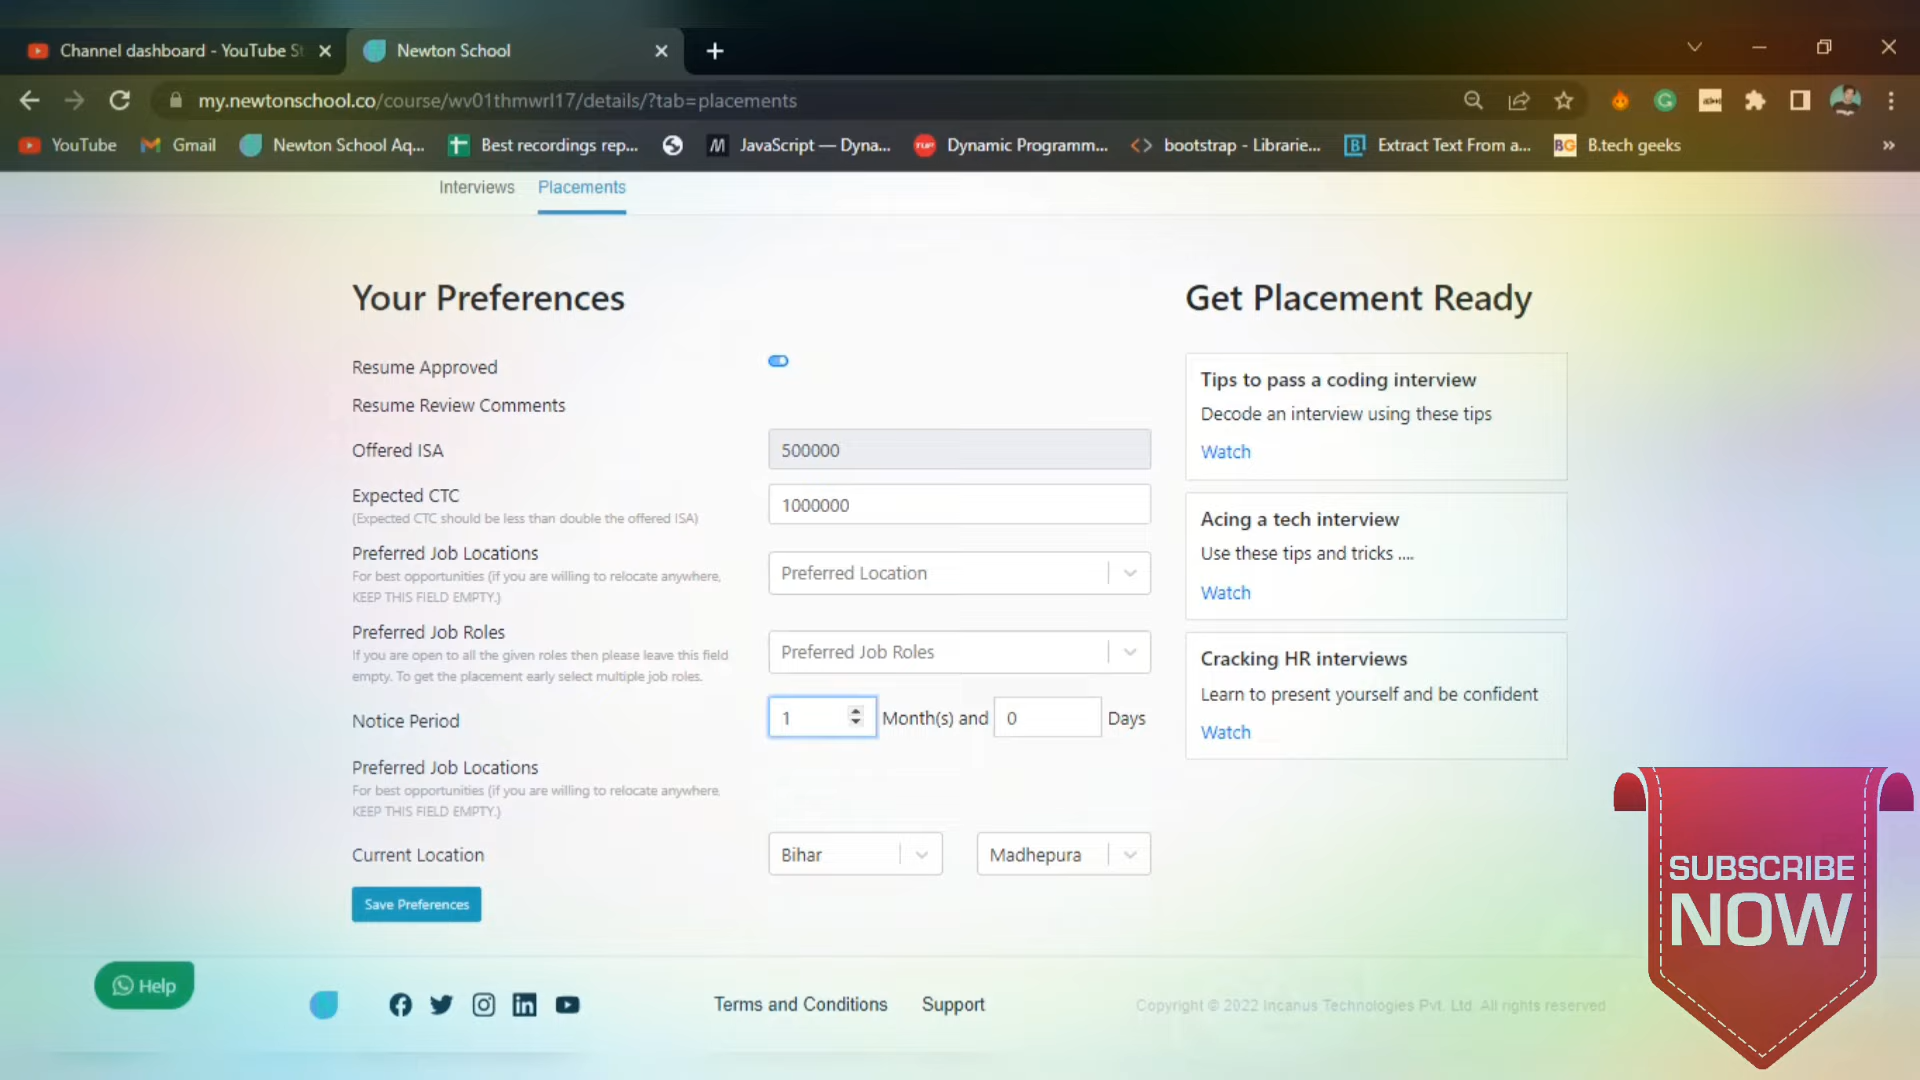 Channel dashboard - YouTube St
Newton School
my.newtonschool.co/course/wv01thmwrl17/details/?tab=placements
YouTube
Gmail
Newton School Aq...
Best recordings rep...
JavaScript — Dyna...
Dynamic Programm...
bootstrap - Librarie...
Extract Text From a...
BG
B.tech geeks
»
Interviews
Placements
Your Preferences
Resume Approved
Resume Review Comments
Offered ISA
500000
Expected CTC
(Expected CTC should be less than double the offered ISA)
1000000
Preferred Job Locations
For best opportunities (if you are willing to relocate anywhere,
KEEP THIS FIELD EMPTY.)
Preferred Location
Preferred Job Roles
If you are open to all the given roles then please leave this field
empty. To get the placement early select multiple job roles.
Preferred Job Roles
Notice Period
1 Month(s) and 0 Days
Preferred Job Locations
For best opportunities (if you are willing to relocate anywhere,
KEEP THIS FIELD EMPTY.)
Current Location
Bihar
Madhepura
Save Preferences
Get Placement Ready
Tips to pass a coding interview
Decode an interview using these tips
Watch
Acing a tech interview
Use these tips and tricks ....
Watch
Cracking HR interviews
Learn to present yourself and be confident
Watch
SUBSCRIBE
NOW
Help
Terms and Conditions
Support
Copyright © 2022 Incanus Technologies Pvt. Ltd. All rights reserved